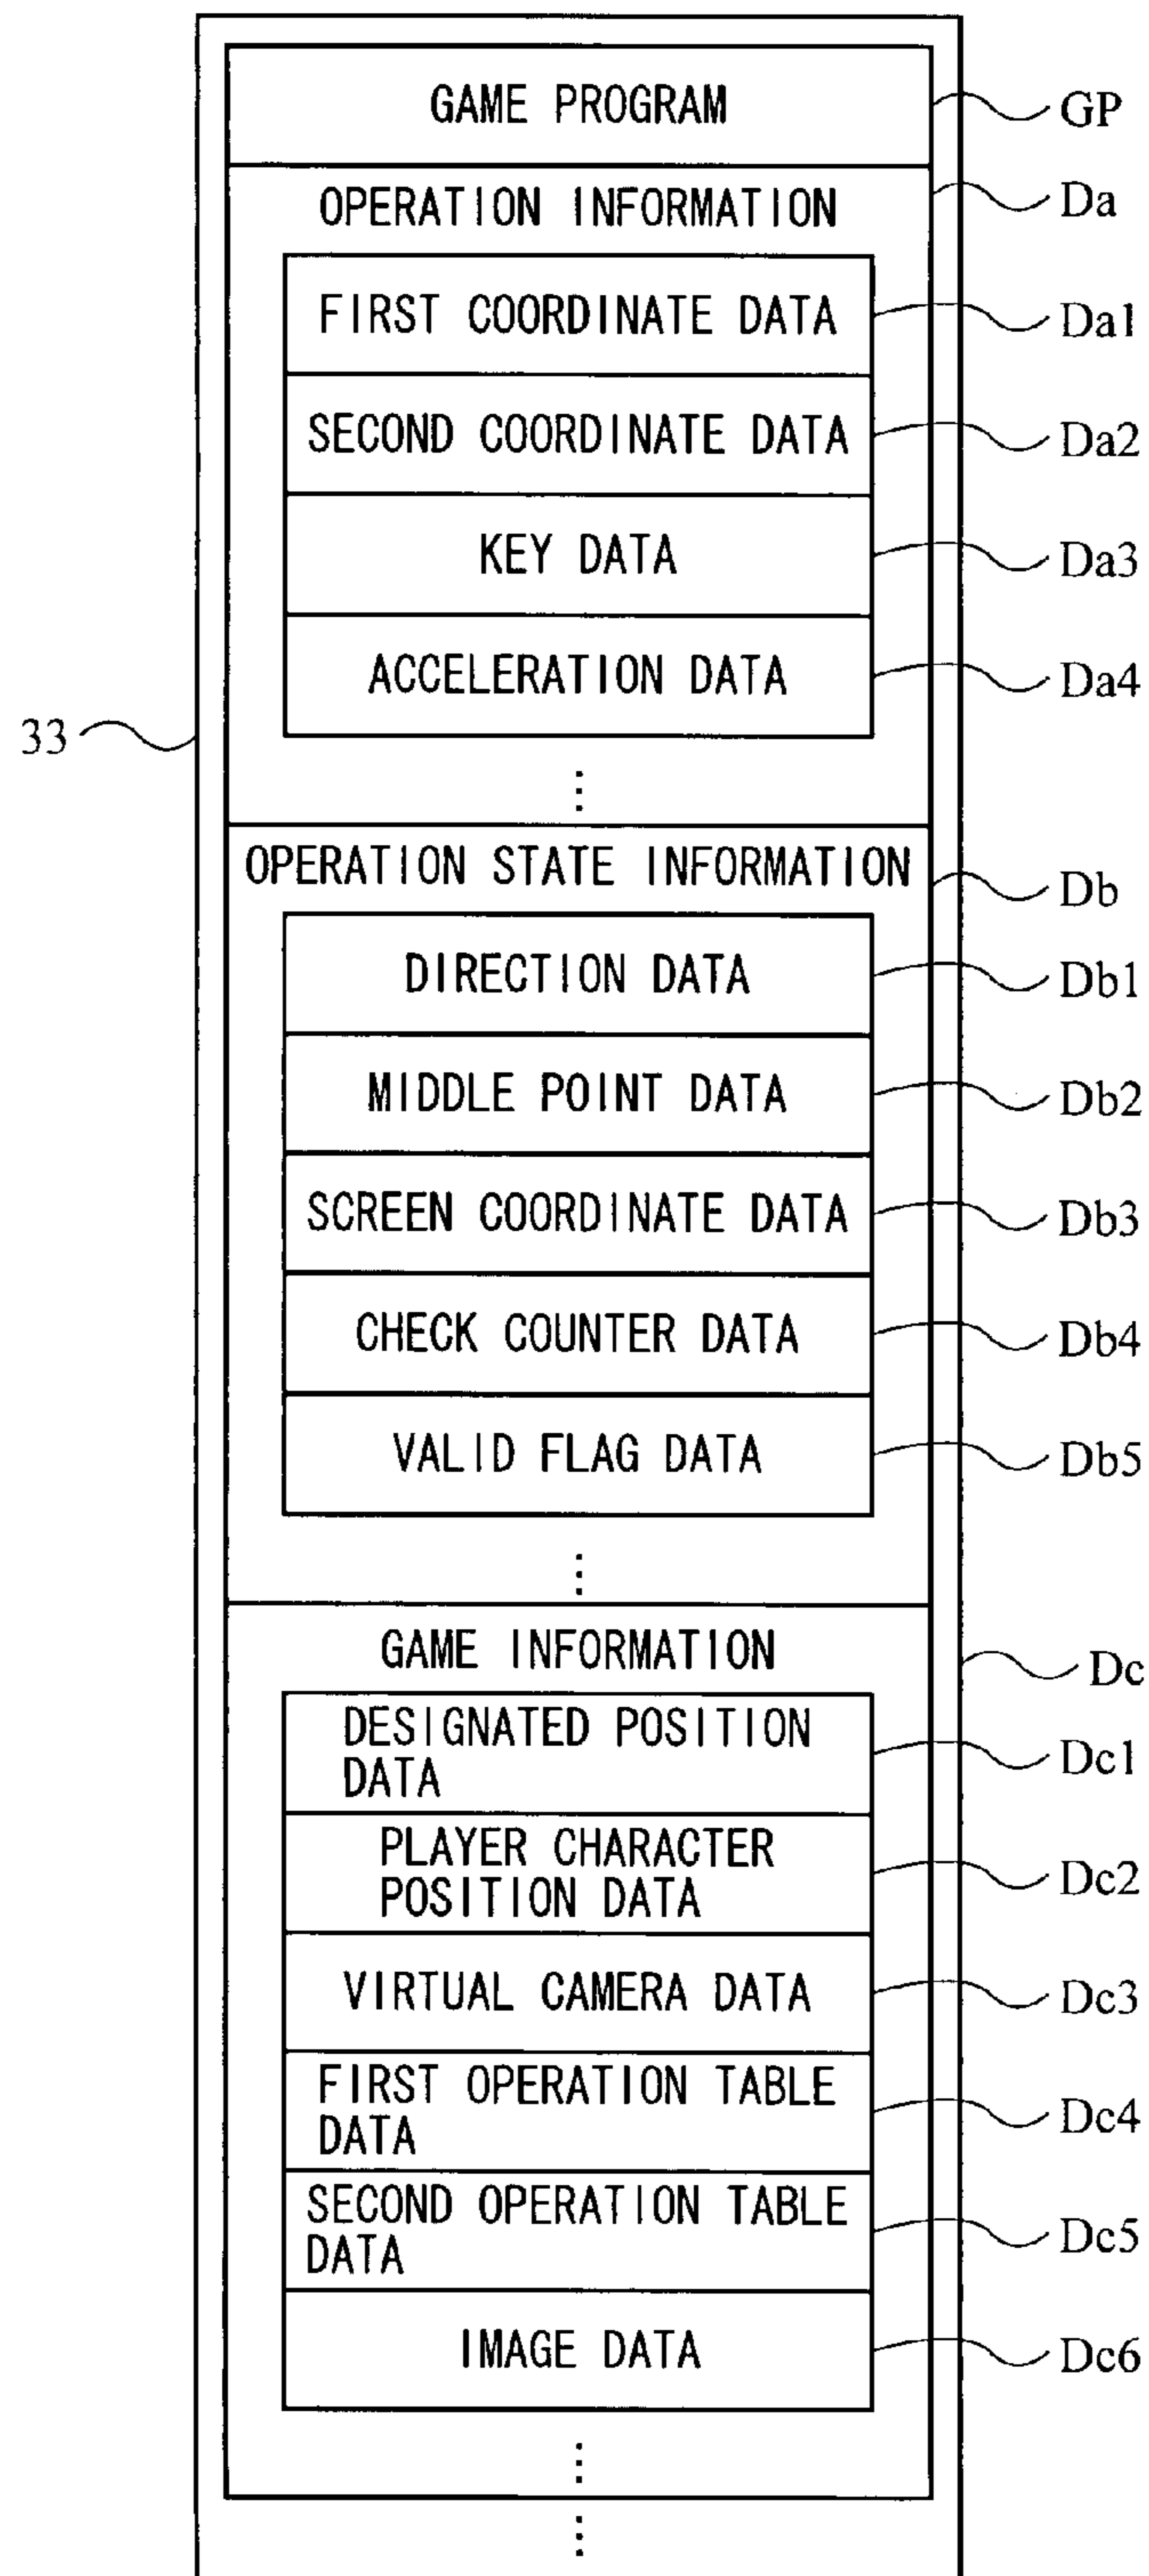 GAME PROGRAM GP
OPERATION INFORMATION Da
FIRST COORDINATE DATA Da1
SECOND COORDINATE DATA Da2
KEY DATA Da3
ACCELERATION DATA Da4
33
OPERATION STATE INFORMATION Db
DIRECTION DATA Db1
MIDDLE POINT DATA Db2
SCREEN COORDINATE DATA Db3
CHECK COUNTER DATA Db4
VALID FLAG DATA Db5
GAME INFORMATION Dc
DESIGNATED POSITION
DATA Dc1
PLAYER CHARACTER
POSITION DATA Dc2
VIRTUAL CAMERA DATA Dc3
FIRST OPERATION TABLE
DATA Dc4
SECOND OPERATION TABLE
DATA Dc5
IMAGE DATA Dc6